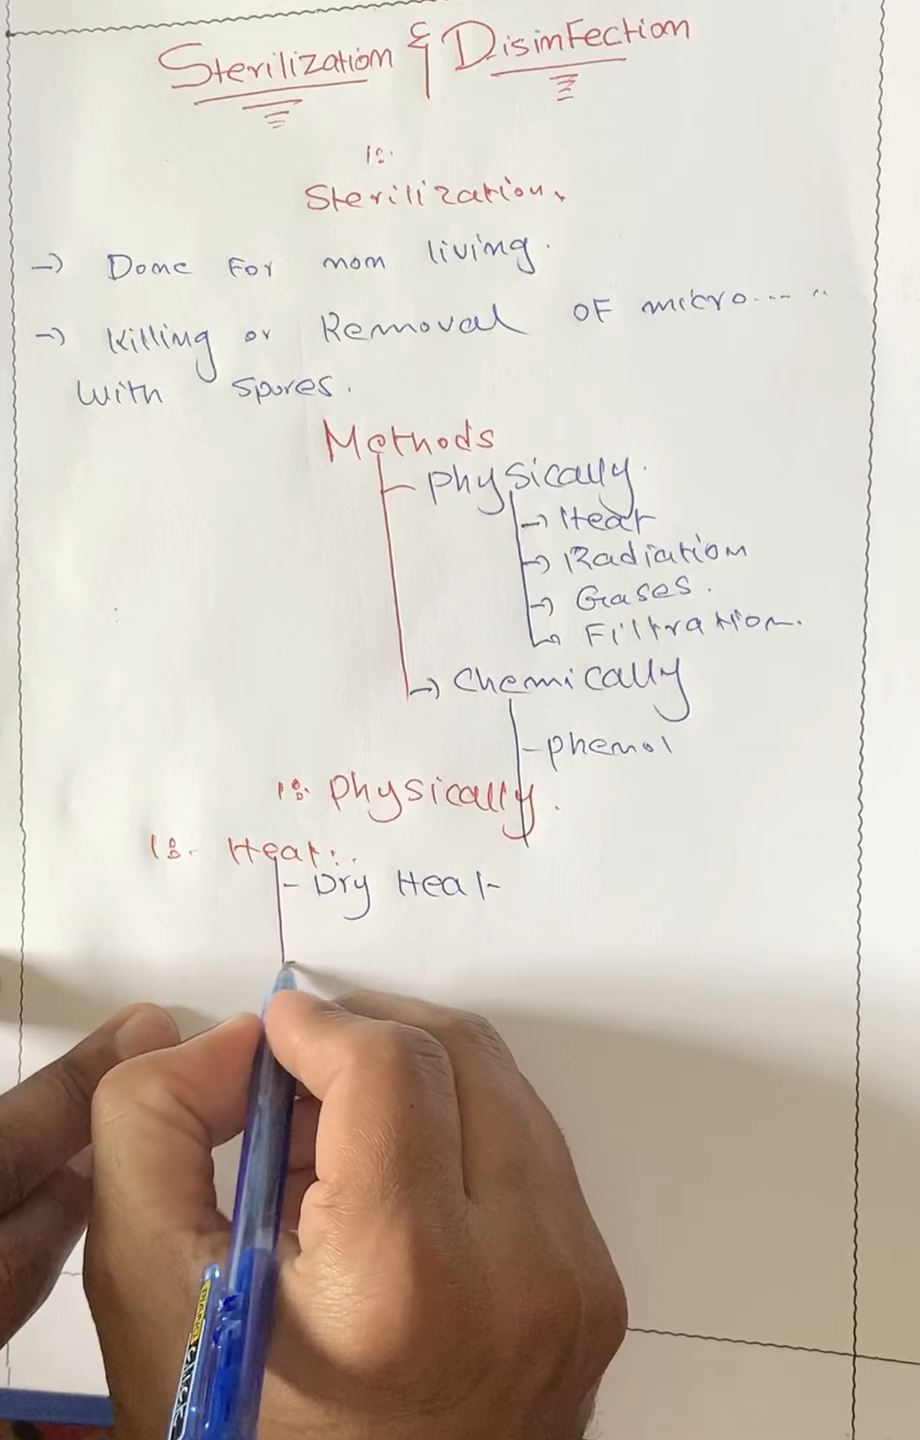 Sterilization & Disinfection
1:
Sterilization.
→ Done For non living.
→ Killing or Removal OF micro.... ..
With spores.
Methods
physically.
→ Heat
→ Radiation
→ Gases.
→ Filtration.
→ Chemically
- phenol
1:. physically.
1:. Heat:.
- Dry Heat